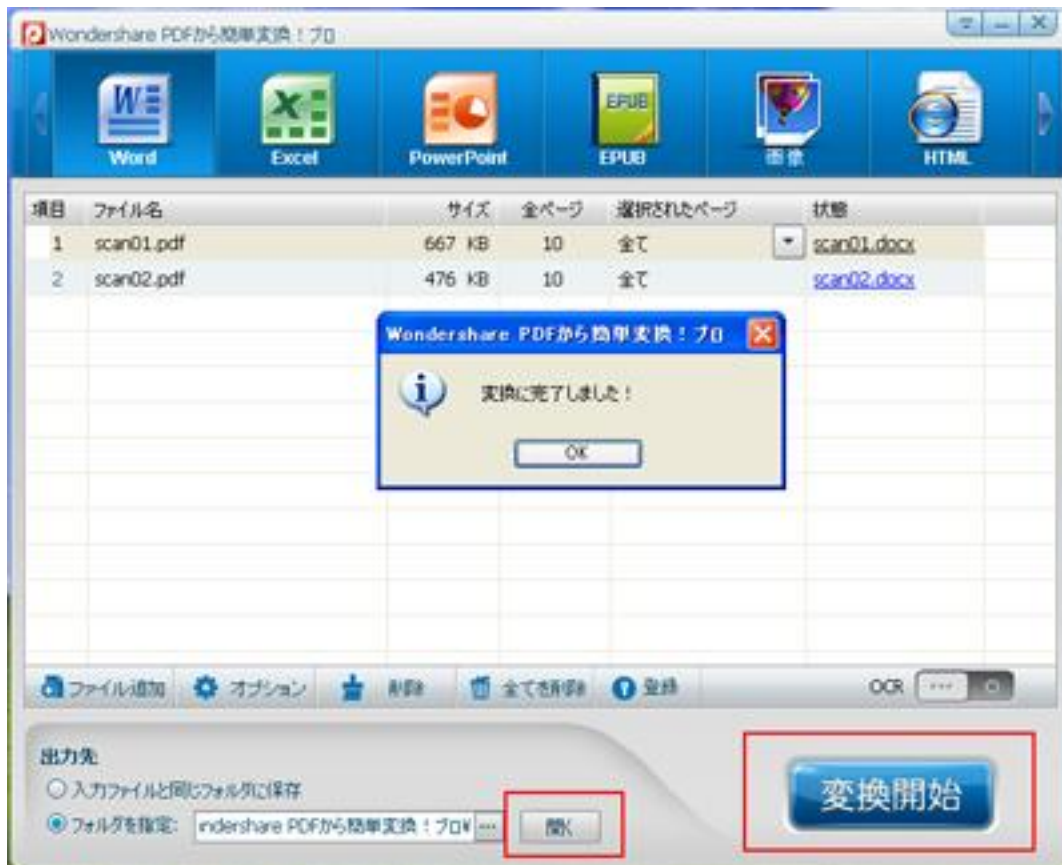 Wondershare PDFから簡単変換！プロ
Word Excel PowerPoint EPUB 画像 HTML
EPUB
項目 ファイル名 サイズ 全ページ 選択されたページ 状態
1 scan01.pdf 667 KB 10 全て scan01.docx
2 scan02.pdf 476 KB 10 全て scan02.docx
Wondershare PDFから簡単変換！プロ
変換に完了しました！
OK
ファイル追加 オプション 削除 全てを削除 登録 OCR
出力先
入力ファイルと同じフォルダに保存
フォルダを指定: ndershare PDFから簡単変換！プロ¥ ... 開く
変換開始